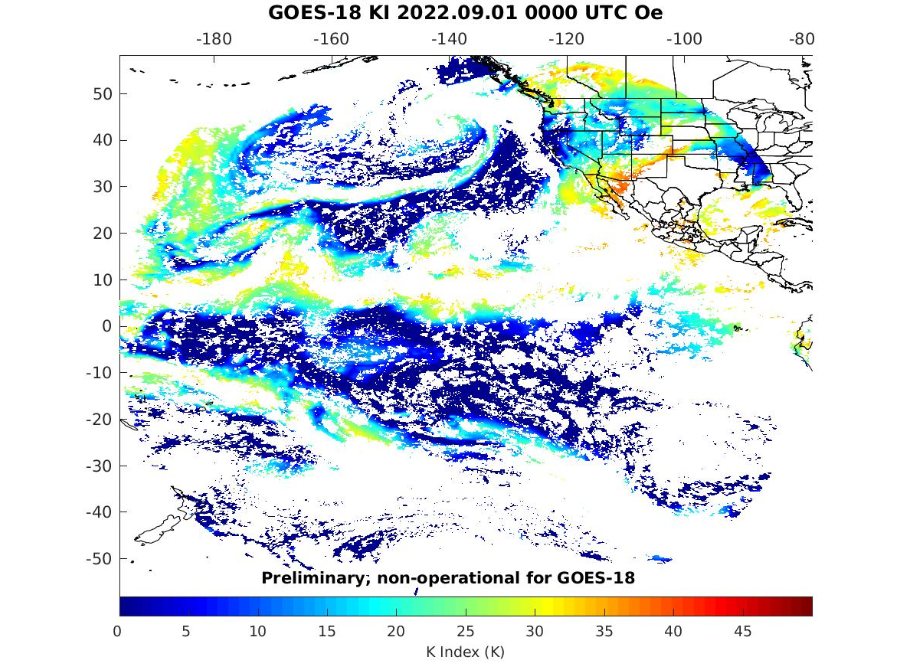 GOES-18 KI 2022.09.01 0000 UTC Oe
-180 -160 -140 -120 -100 -80
50
40
30
20
10
0
-10
-20
-30
-40
-50
Preliminary; non-operational for GOES-18
0 5 10 15 20 25 30 35 40 45
K Index (K)